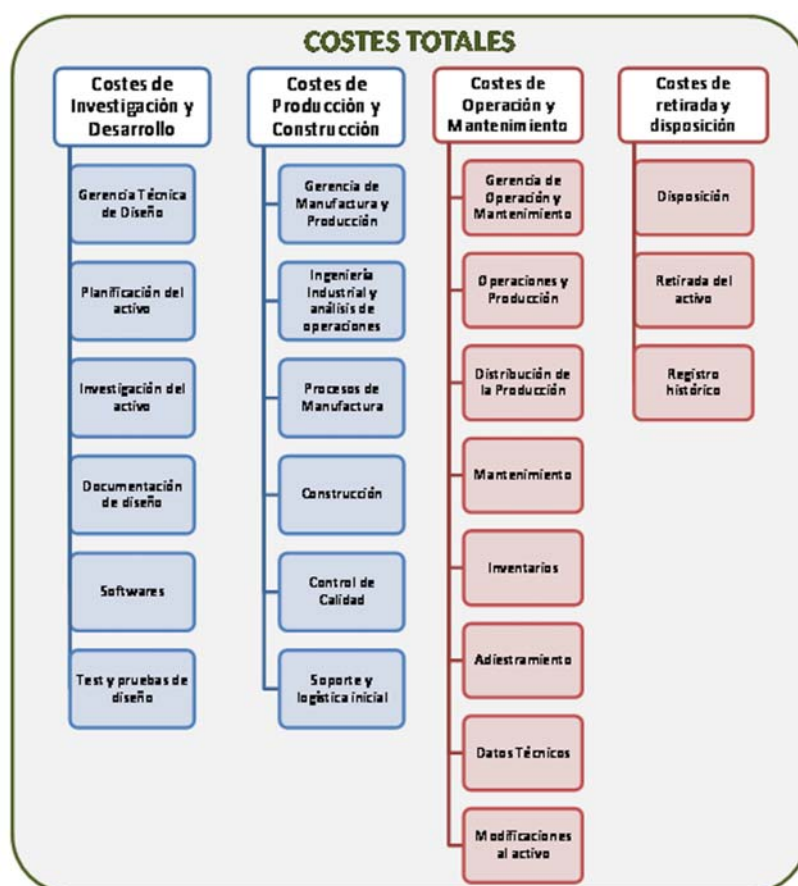 COSTES TOTALES
Costes de
Investigación y
Desarrollo
Gerencia Técnica
de Diseño
Planificación del
activo
Investigación del
activo
Documentación
de diseño
Softwares
Test y pruebas de
diseño
Costes de
Producción y
Construcción
Gerencia de
Manufactura y
Producción
Ingeniería
Industrial y
análisis de
operaciones
Procesos de
Manufactura
Construcción
Control de
Calidad
Soporte y
logística inicial
Costes de
Operación y
Mantenimiento
Gerencia de
Operación y
Mantenimiento
Operaciones y
Producción
Distribución de
la Producción
Mantenimiento
Inventarios
Adiestramiento
Datos Técnicos
Modificaciones
al activo
Costes de
retirada y
disposición
Disposición
Retirada del
activo
Registro
histórico